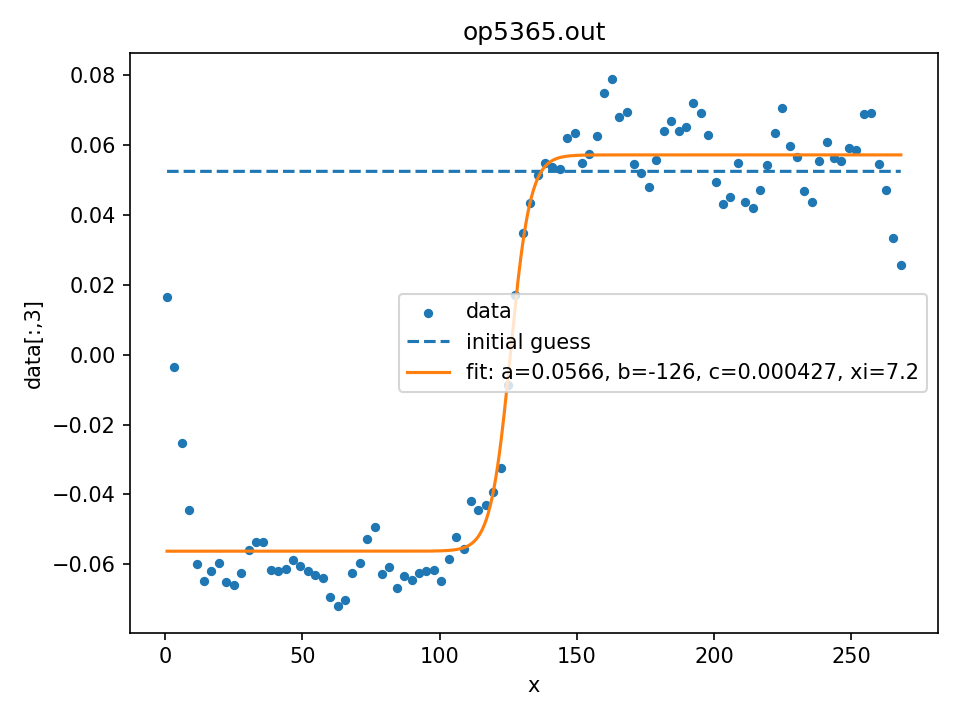 op5365.out
0.08
0.06
0.04
0.02
0.00
−0.02
−0.04
−0.06
data[:,3]
data
initial guess
fit: a=0.0566, b=-126, c=0.000427, xi=7.2
0 50 100 150 200 250
x